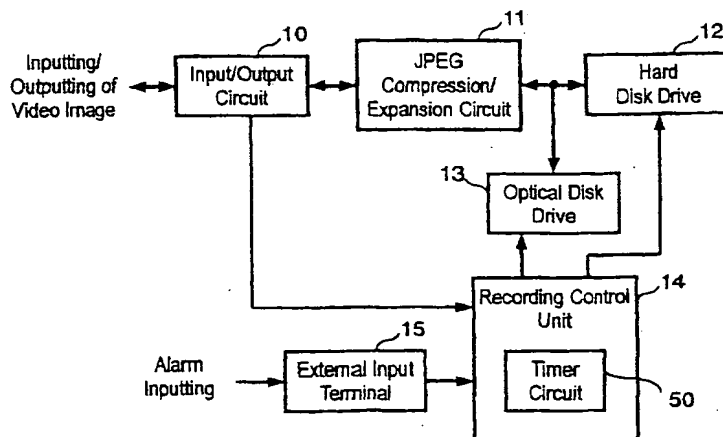 10
11
12
Inputting/
Outputting of
Video Image
Input/Output
Circuit
JPEG
Compression/
Expansion Circuit
Hard
Disk Drive
13
Optical Disk
Drive
14
Recording Control
Unit
15
Alarm
Inputting
External Input
Terminal
Timer
Circuit
50